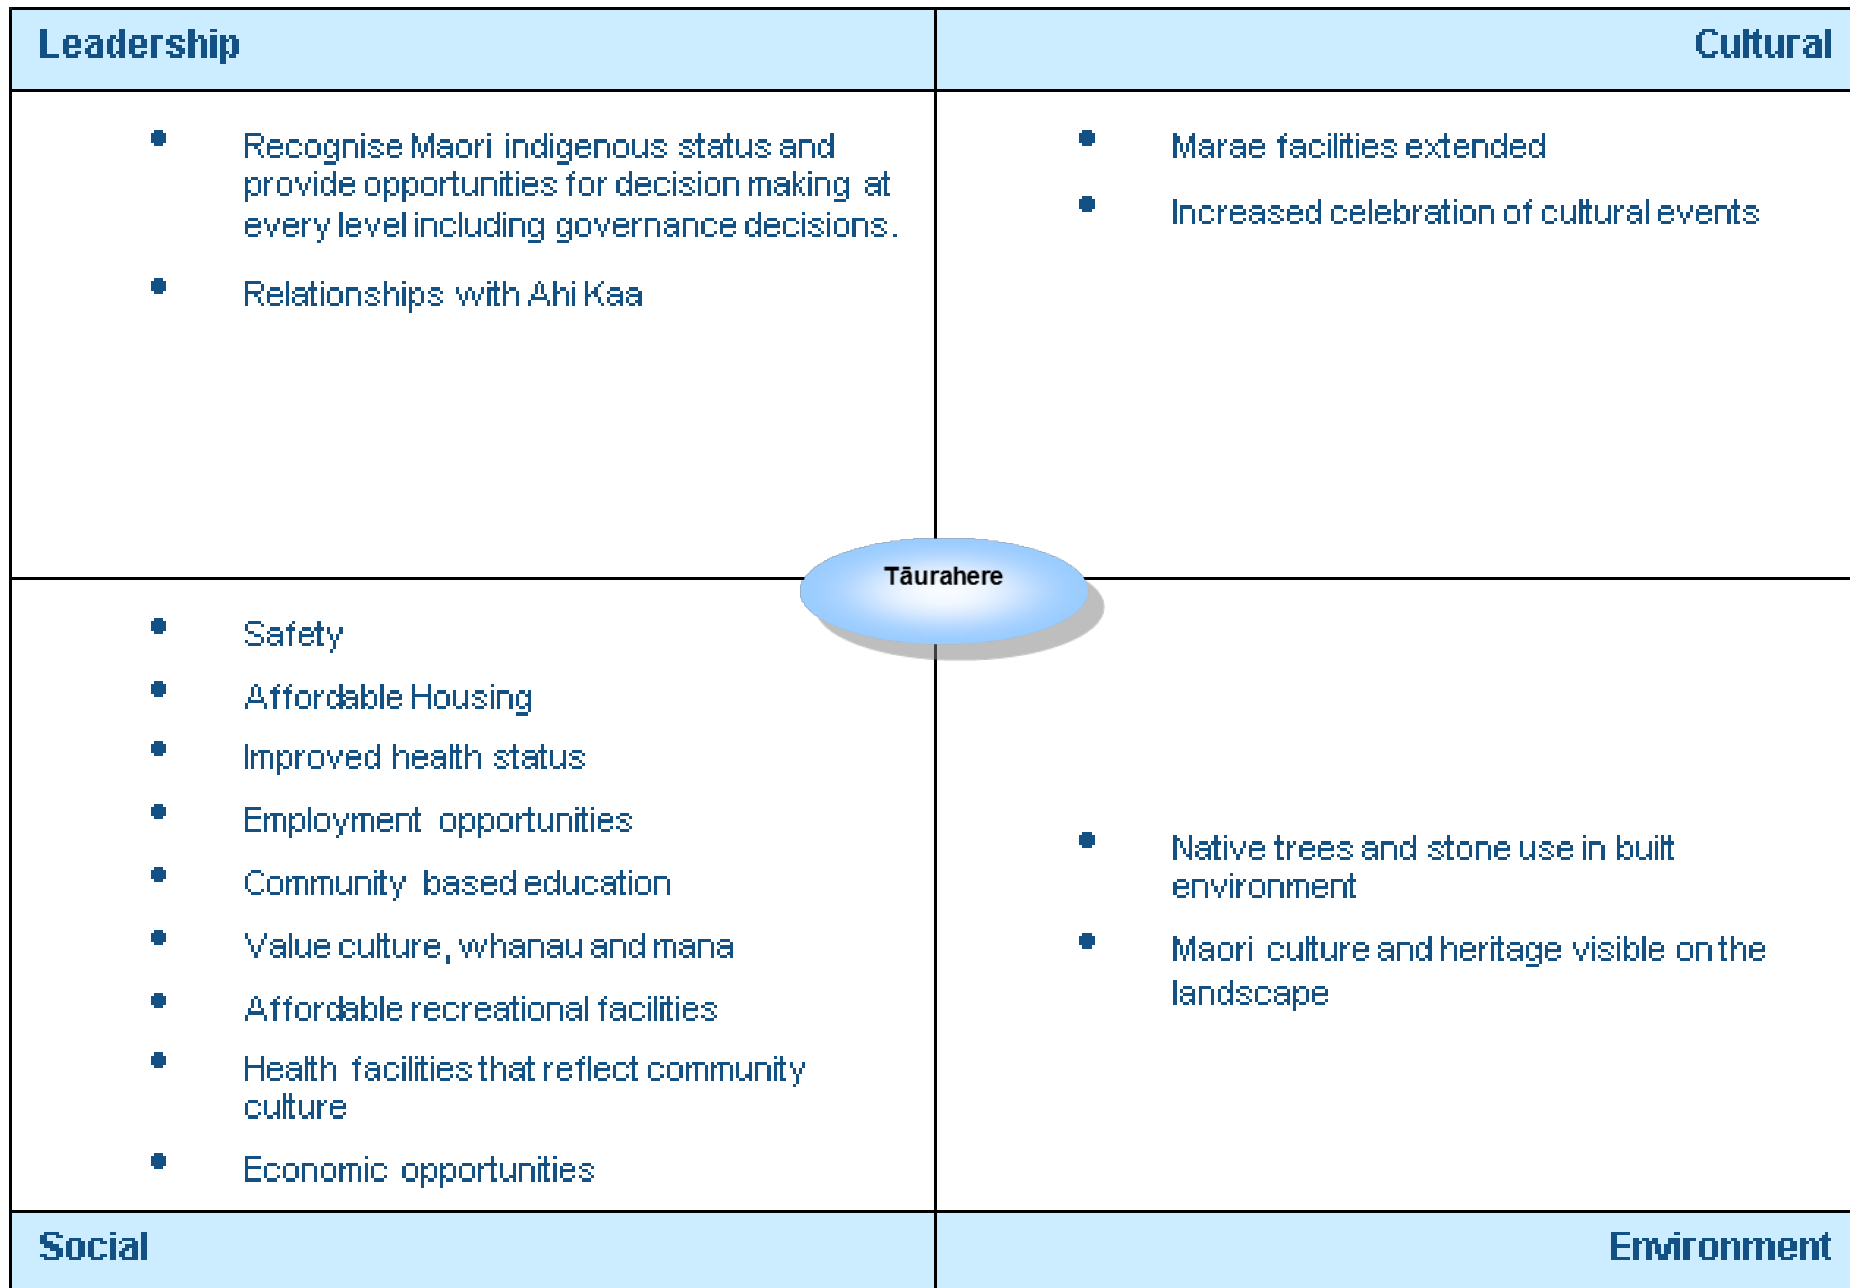 Leadership
Cultural
• Recognise Maori indigenous status and
provide opportunities for decision making at
every level including governance decisions.
• Relationships with Ahi Kaa
• Marae facilities extended
• Increased celebration of cultural events
Tāurahere
• Safety
• Affordable Housing
• Improved health status
• Employment opportunities
• Community based education
• Value culture, whanau and mana
• Affordable recreational facilities
• Health facilities that reflect community
culture
• Economic opportunities
• Native trees and stone use in built
environment
• Maori culture and heritage visible on the
landscape
Social
Environment